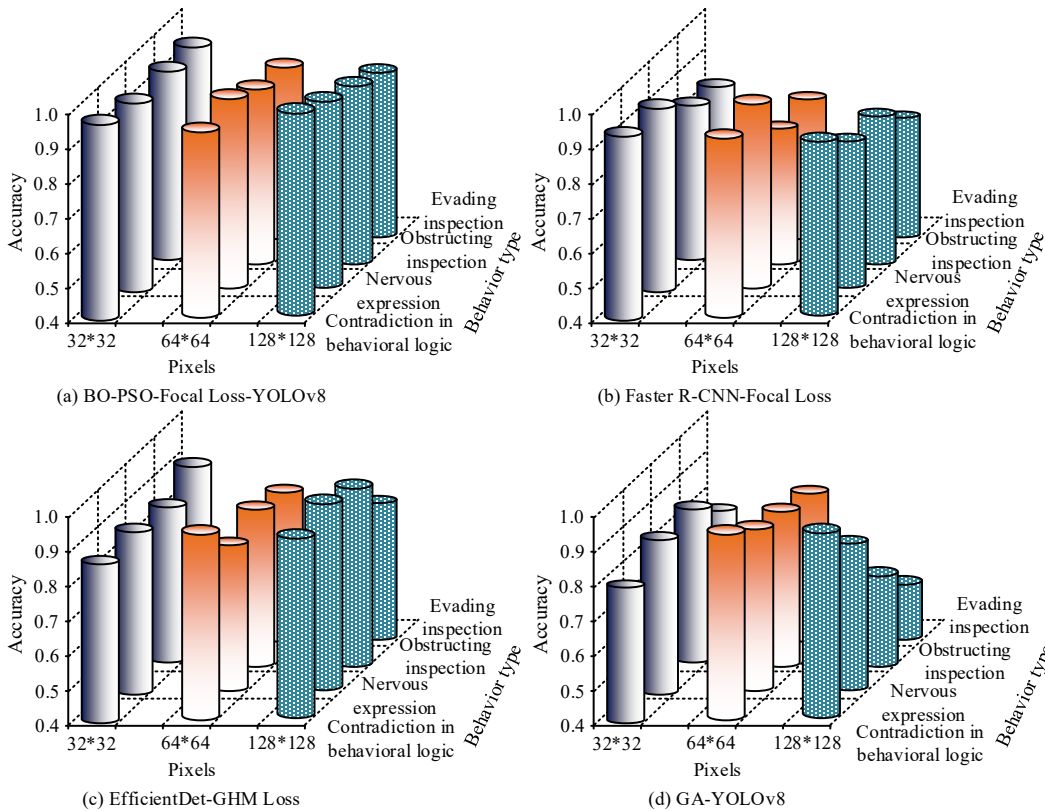 1.0
0.9
0.8
0.7
0.6
0.5
0.4
Accuracy
32*32
64*64
128*128
Pixels
Evading
inspection
Obstructing
inspection
Nervous
expression
Contradiction in
behavioral logic
Behavior type
(a) BO-PSO-Focal Loss-YOLOv8
1.0
0.9
0.8
0.7
0.6
0.5
0.4
Accuracy
32*32
64*64
128*128
Pixels
Evading
inspection
Obstructing
inspection
Nervous
expression
Contradiction in
behavioral logic
Behavior type
(b) Faster R-CNN-Focal Loss
1.0
0.9
0.8
0.7
0.6
0.5
0.4
Accuracy
32*32
64*64
128*128
Pixels
Evading
inspection
Obstructing
inspection
Nervous
expression
Contradiction in
behavioral logic
Behavior type
(c) EfficientDet-GHM Loss
1.0
0.9
0.8
0.7
0.6
0.5
0.4
Accuracy
32*32
64*64
128*128
Pixels
Evading
inspection
Obstructing
inspection
Nervous
expression
Contradiction in
behavioral logic
Behavior type
(d) GA-YOLOv8